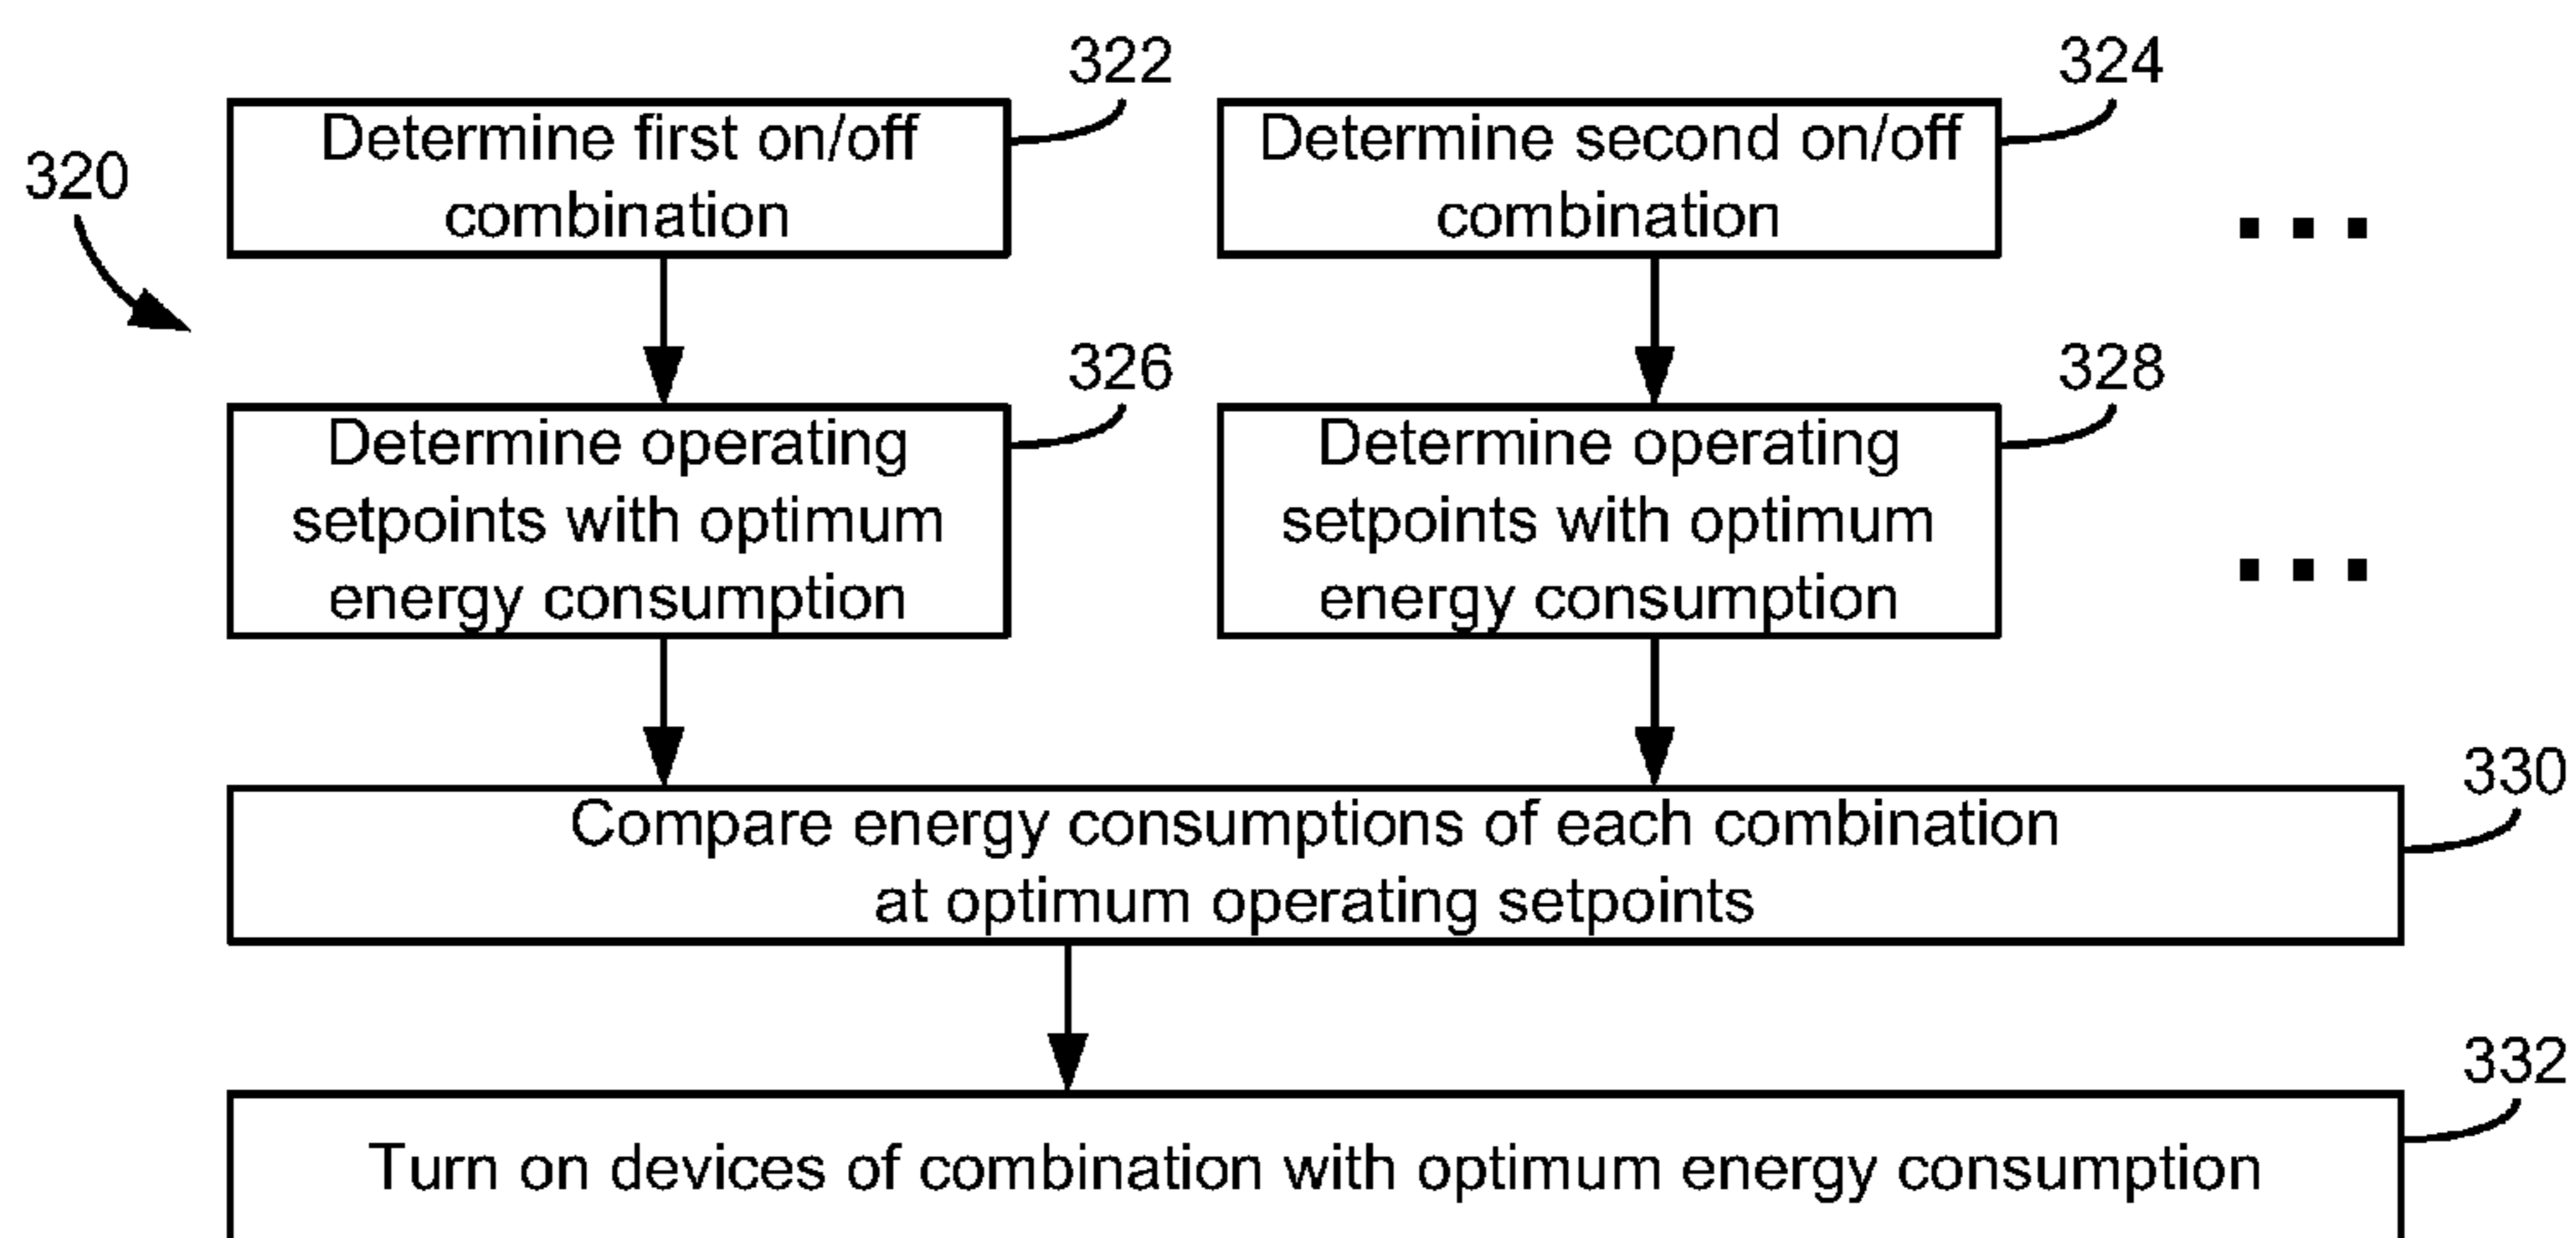 322
324
320
Determine first on/off
combination
Determine second on/off
combination
...
326
328
Determine operating
setpoints with optimum
energy consumption
Determine operating
setpoints with optimum
energy consumption
...
330
Compare energy consumptions of each combination
at optimum operating setpoints
332
Turn on devices of combination with optimum energy consumption